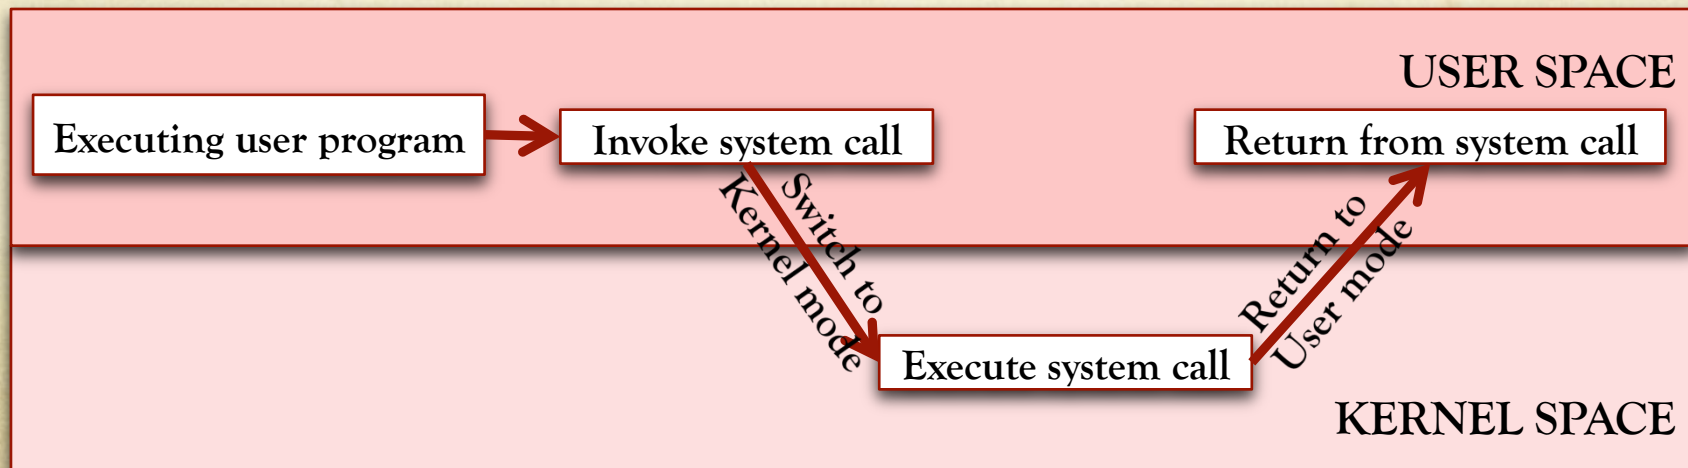 USER SPACE
Executing user program
Invoke system call
Return from system call
Switch to
Kernel mode
Return to
User mode
Execute system call
KERNEL SPACE